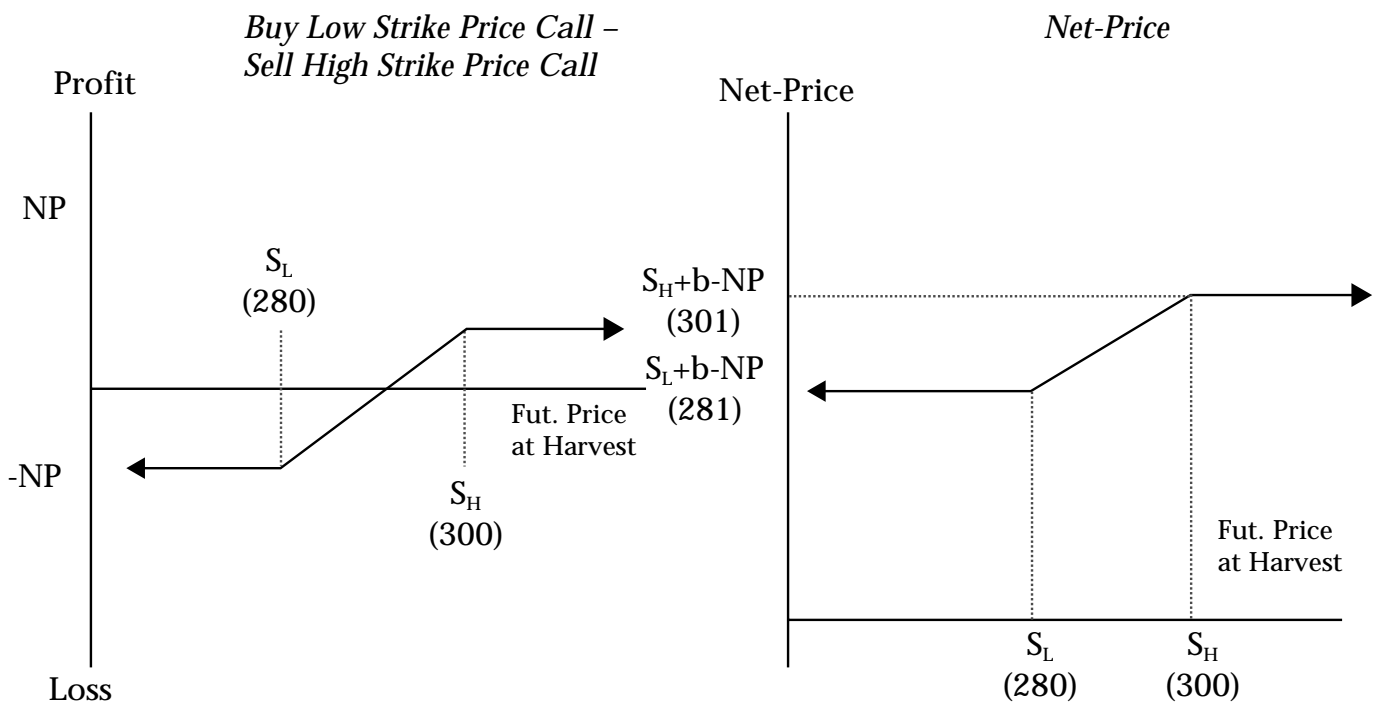 Buy Low Strike Price Call –
Sell High Strike Price Call
Profit
NP
S_L
(280)
-NP
S_H
(300)
Fut. Price
at Harvest
Loss
Net-Price
Net-Price
S_H+b-NP
(301)
S_L+b-NP
(281)
Fut. Price
at Harvest
S_L
(280)
S_H
(300)